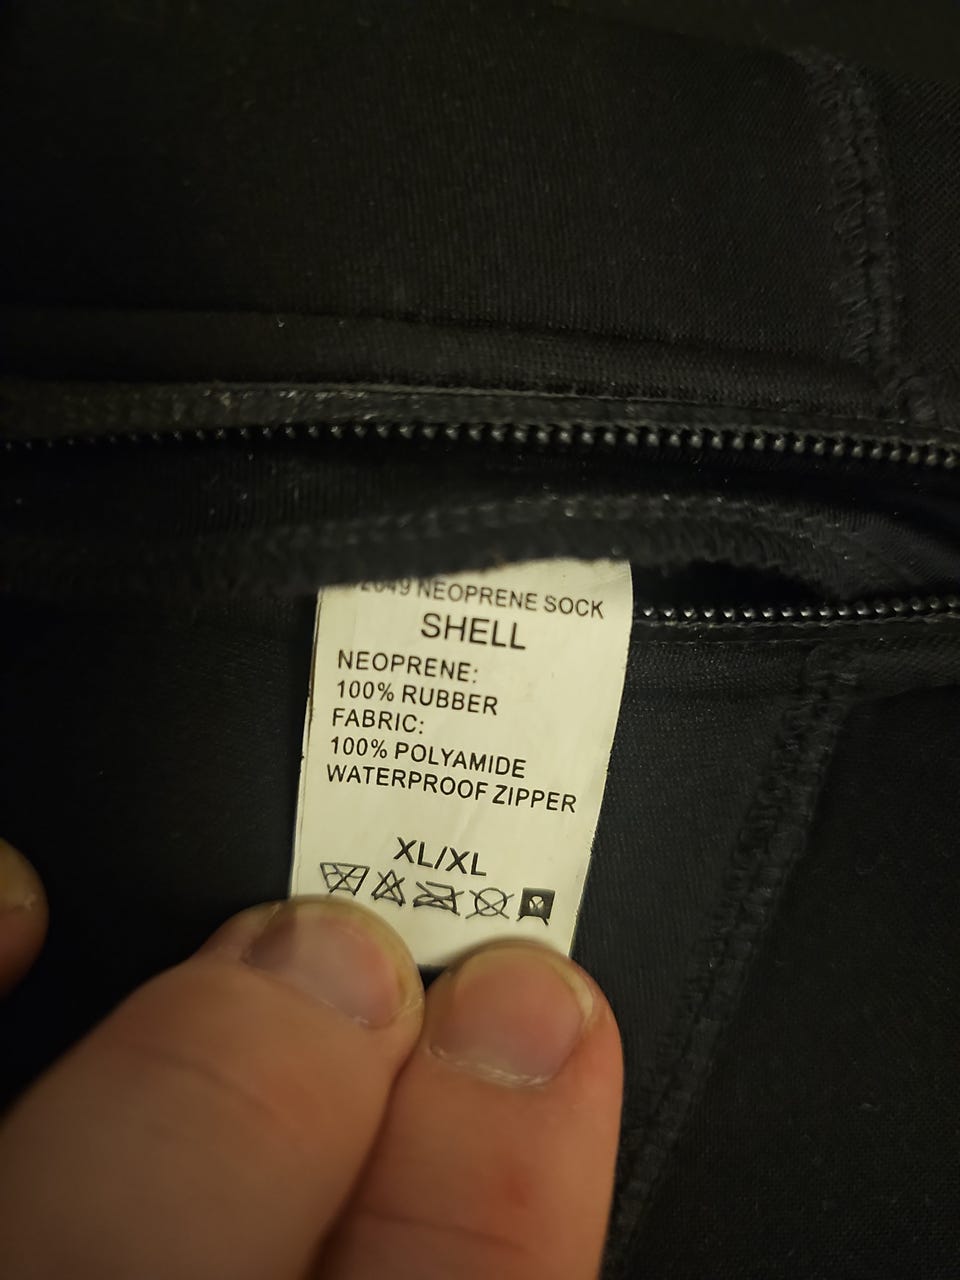 NEOPRENE SOCK
SHELL
NEOPRENE:
100% RUBBER
FABRIC:
100% POLYAMIDE
WATERPROOF ZIPPER
XL/XL